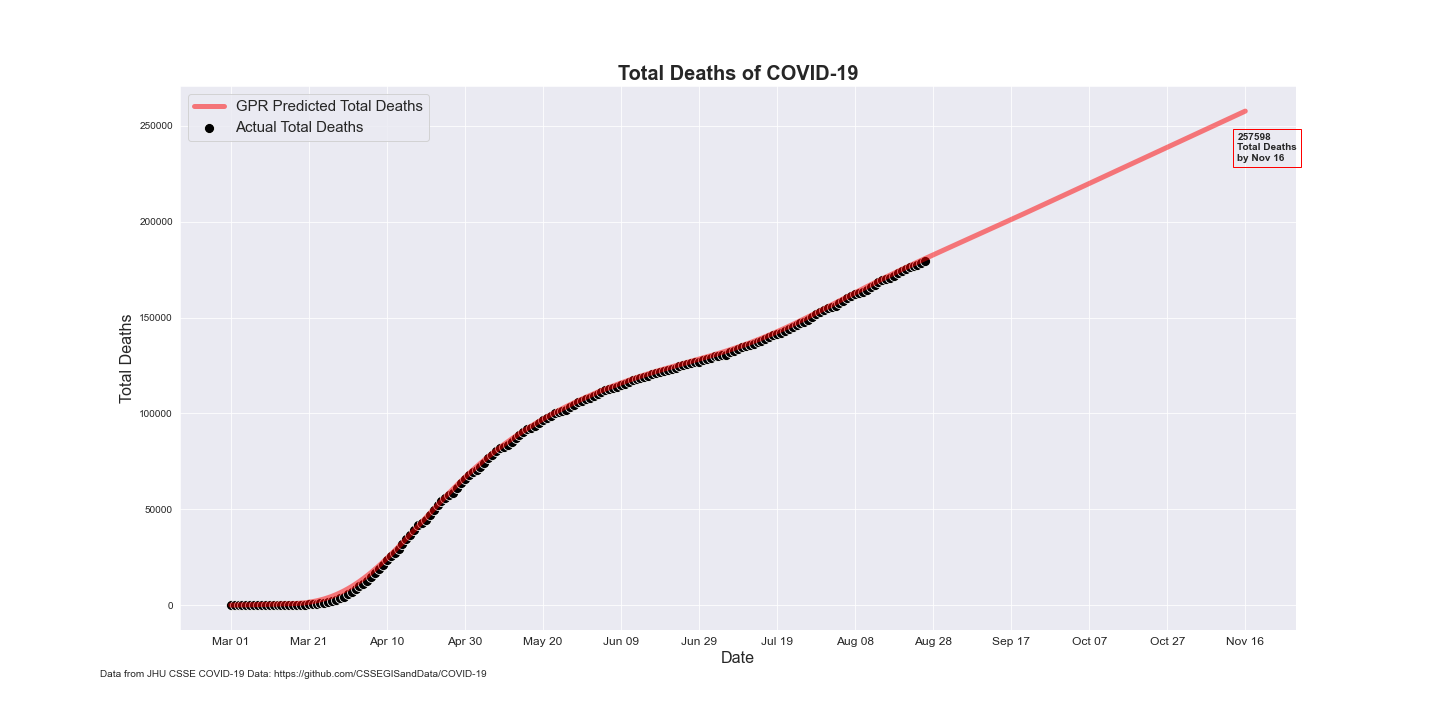 Total Deaths of COVID-19
GPR Predicted Total Deaths
Actual Total Deaths
250000
200000
150000
100000
50000
0
Total Deaths
257598
Total Deaths
by Nov 16
Mar 01 Mar 21 Apr 10 Apr 30 May 20 Jun 09 Jun 29 Jul 19 Aug 08 Aug 28 Sep 17 Oct 07 Oct 27 Nov 16
Date
Data from JHU CSSE COVID-19 Data: https://github.com/CSSEGISandData/COVID-19